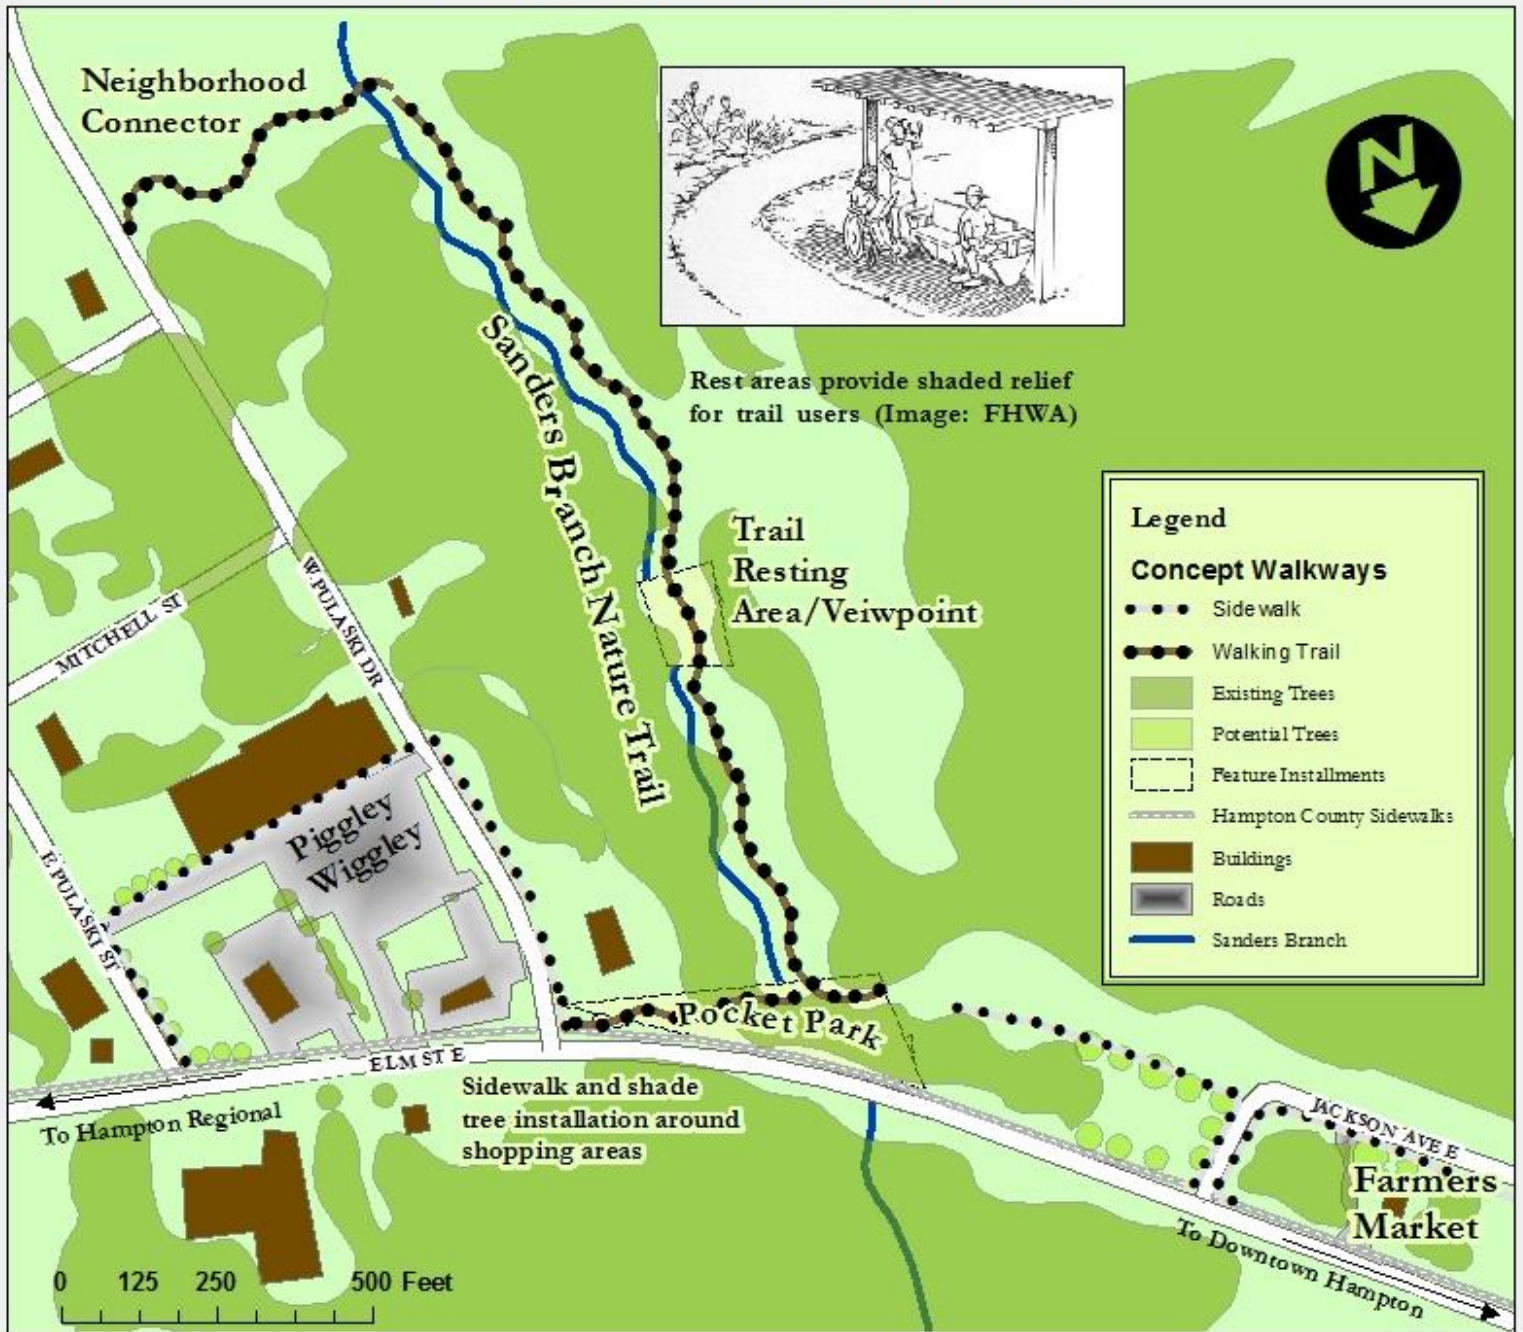 Neighborhood
Connector
N
Rest areas provide shaded relief
for trail users (Image: FHWA)
Sanders Branch Nature Trail
Trail
Resting
Area/Veiwpoint
Legend
Concept Walkways
Sidewalk
Walking Trail
Existing Trees
Potential Trees
Feature Installments
Hampton County Sidewalks
Buildings
Roads
Sanders Branch
W PULASKI DR
MITCHELL ST
Piggley
Wiggley
E PULASKI ST
Pocket Park
ELM ST E
Sidewalk and shade
tree installation around
shopping areas
To Hampton Regional
JACKSON AVE E
Farmers
Market
To Downtown Hampton
0 125 250 500 Feet